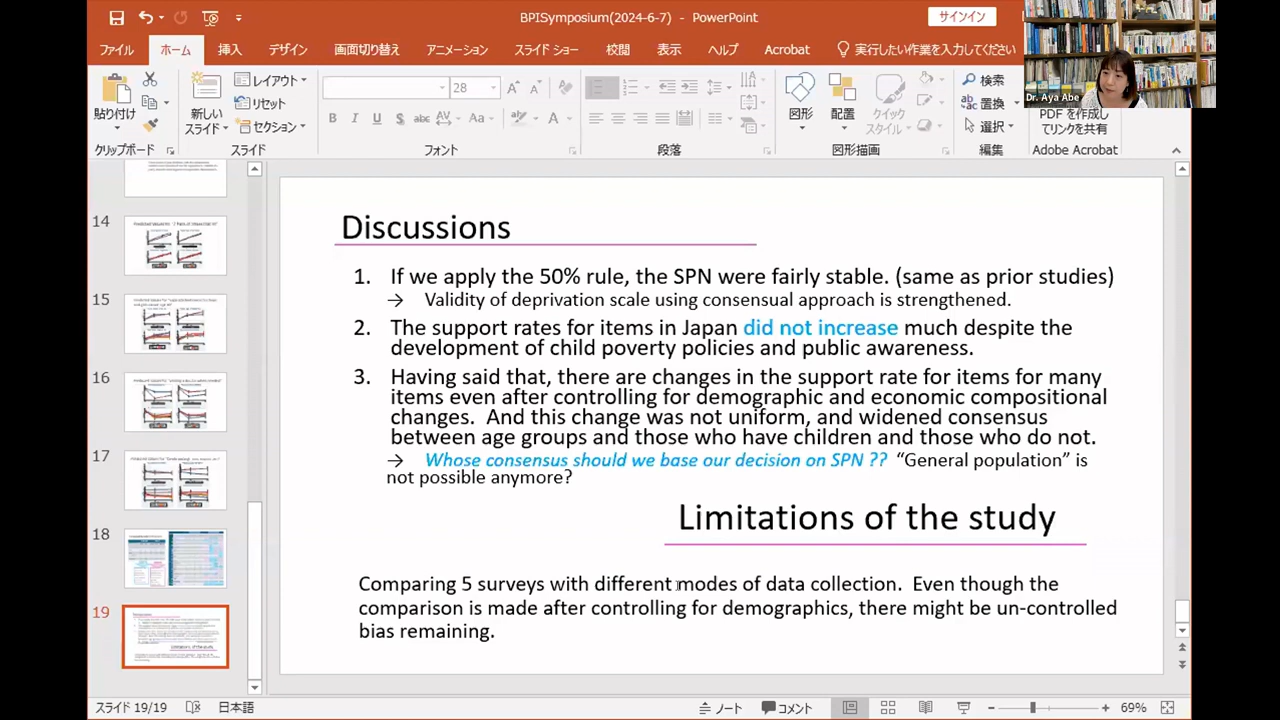 BPISymposium(2024-6-7) - PowerPoint
サインイン
ファイル ホーム 挿入 デザイン 画面切り替え アニメーション スライド ショー 校閲 表示 ヘルプ Acrobat 実行したい作業を入力してください
Dr. Aya Abe
貼り付け
新しい
スライド
レイアウト
リセット
セクション
28
図形
配置
クイック
スタイル
検索
置換
選択
PDF を作成し
てリンクを共有
クリップボード スライド フォント 段落 図形描画 編集 Adobe Acrobat
14
15
16
17
18
19
Discussions
1. If we apply the 50% rule, the SPN were fairly stable. (same as prior studies)
→ Validity of deprivation scale using consensual approach is strengthened.
2. The support rates for items in Japan did not increase much despite the
development of child poverty policies and public awareness.
3. Having said that, there are changes in the support rate for items for many
items even after controlling for demographic and economic compositional
changes. And this change was not uniform, and widened consensus
between age groups and those who have children and those who do not.
→ Whose consensus should we base our decision on SPN ?? “General population” is
not possible anymore?
Limitations of the study
Comparing 5 surveys with different modes of data collection. Even though the
comparison is made after controlling for demographics, there might be un-controlled
bias remaining.
スライド 19/19 日本語 ノート コメント 69%